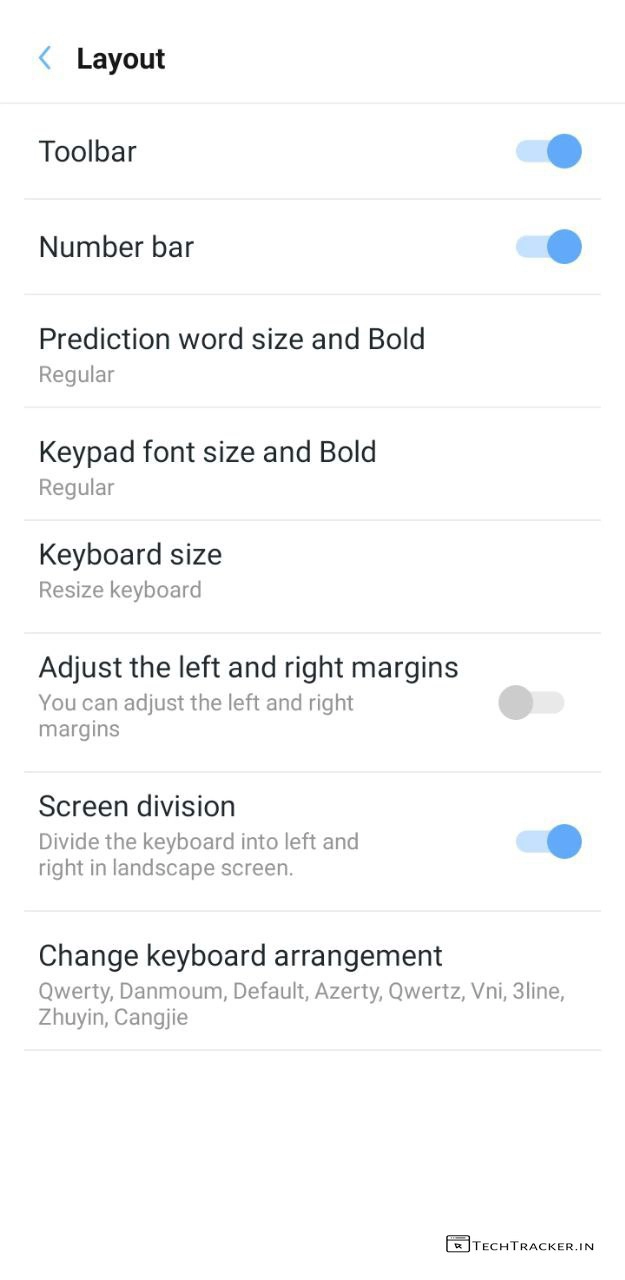 Layout
Toolbar
Number bar
Prediction word size and Bold
Regular
Keypad font size and Bold
Regular
Keyboard size
Resize keyboard
Adjust the left and right margins
You can adjust the left and right
margins
Screen division
Divide the keyboard into left and
right in landscape screen.
Change keyboard arrangement
Qwerty, Danmoum, Default, Azerty, Qwertz, Vni, 3line,
Zhuyin, Cangjie
TECHTRACKER.IN